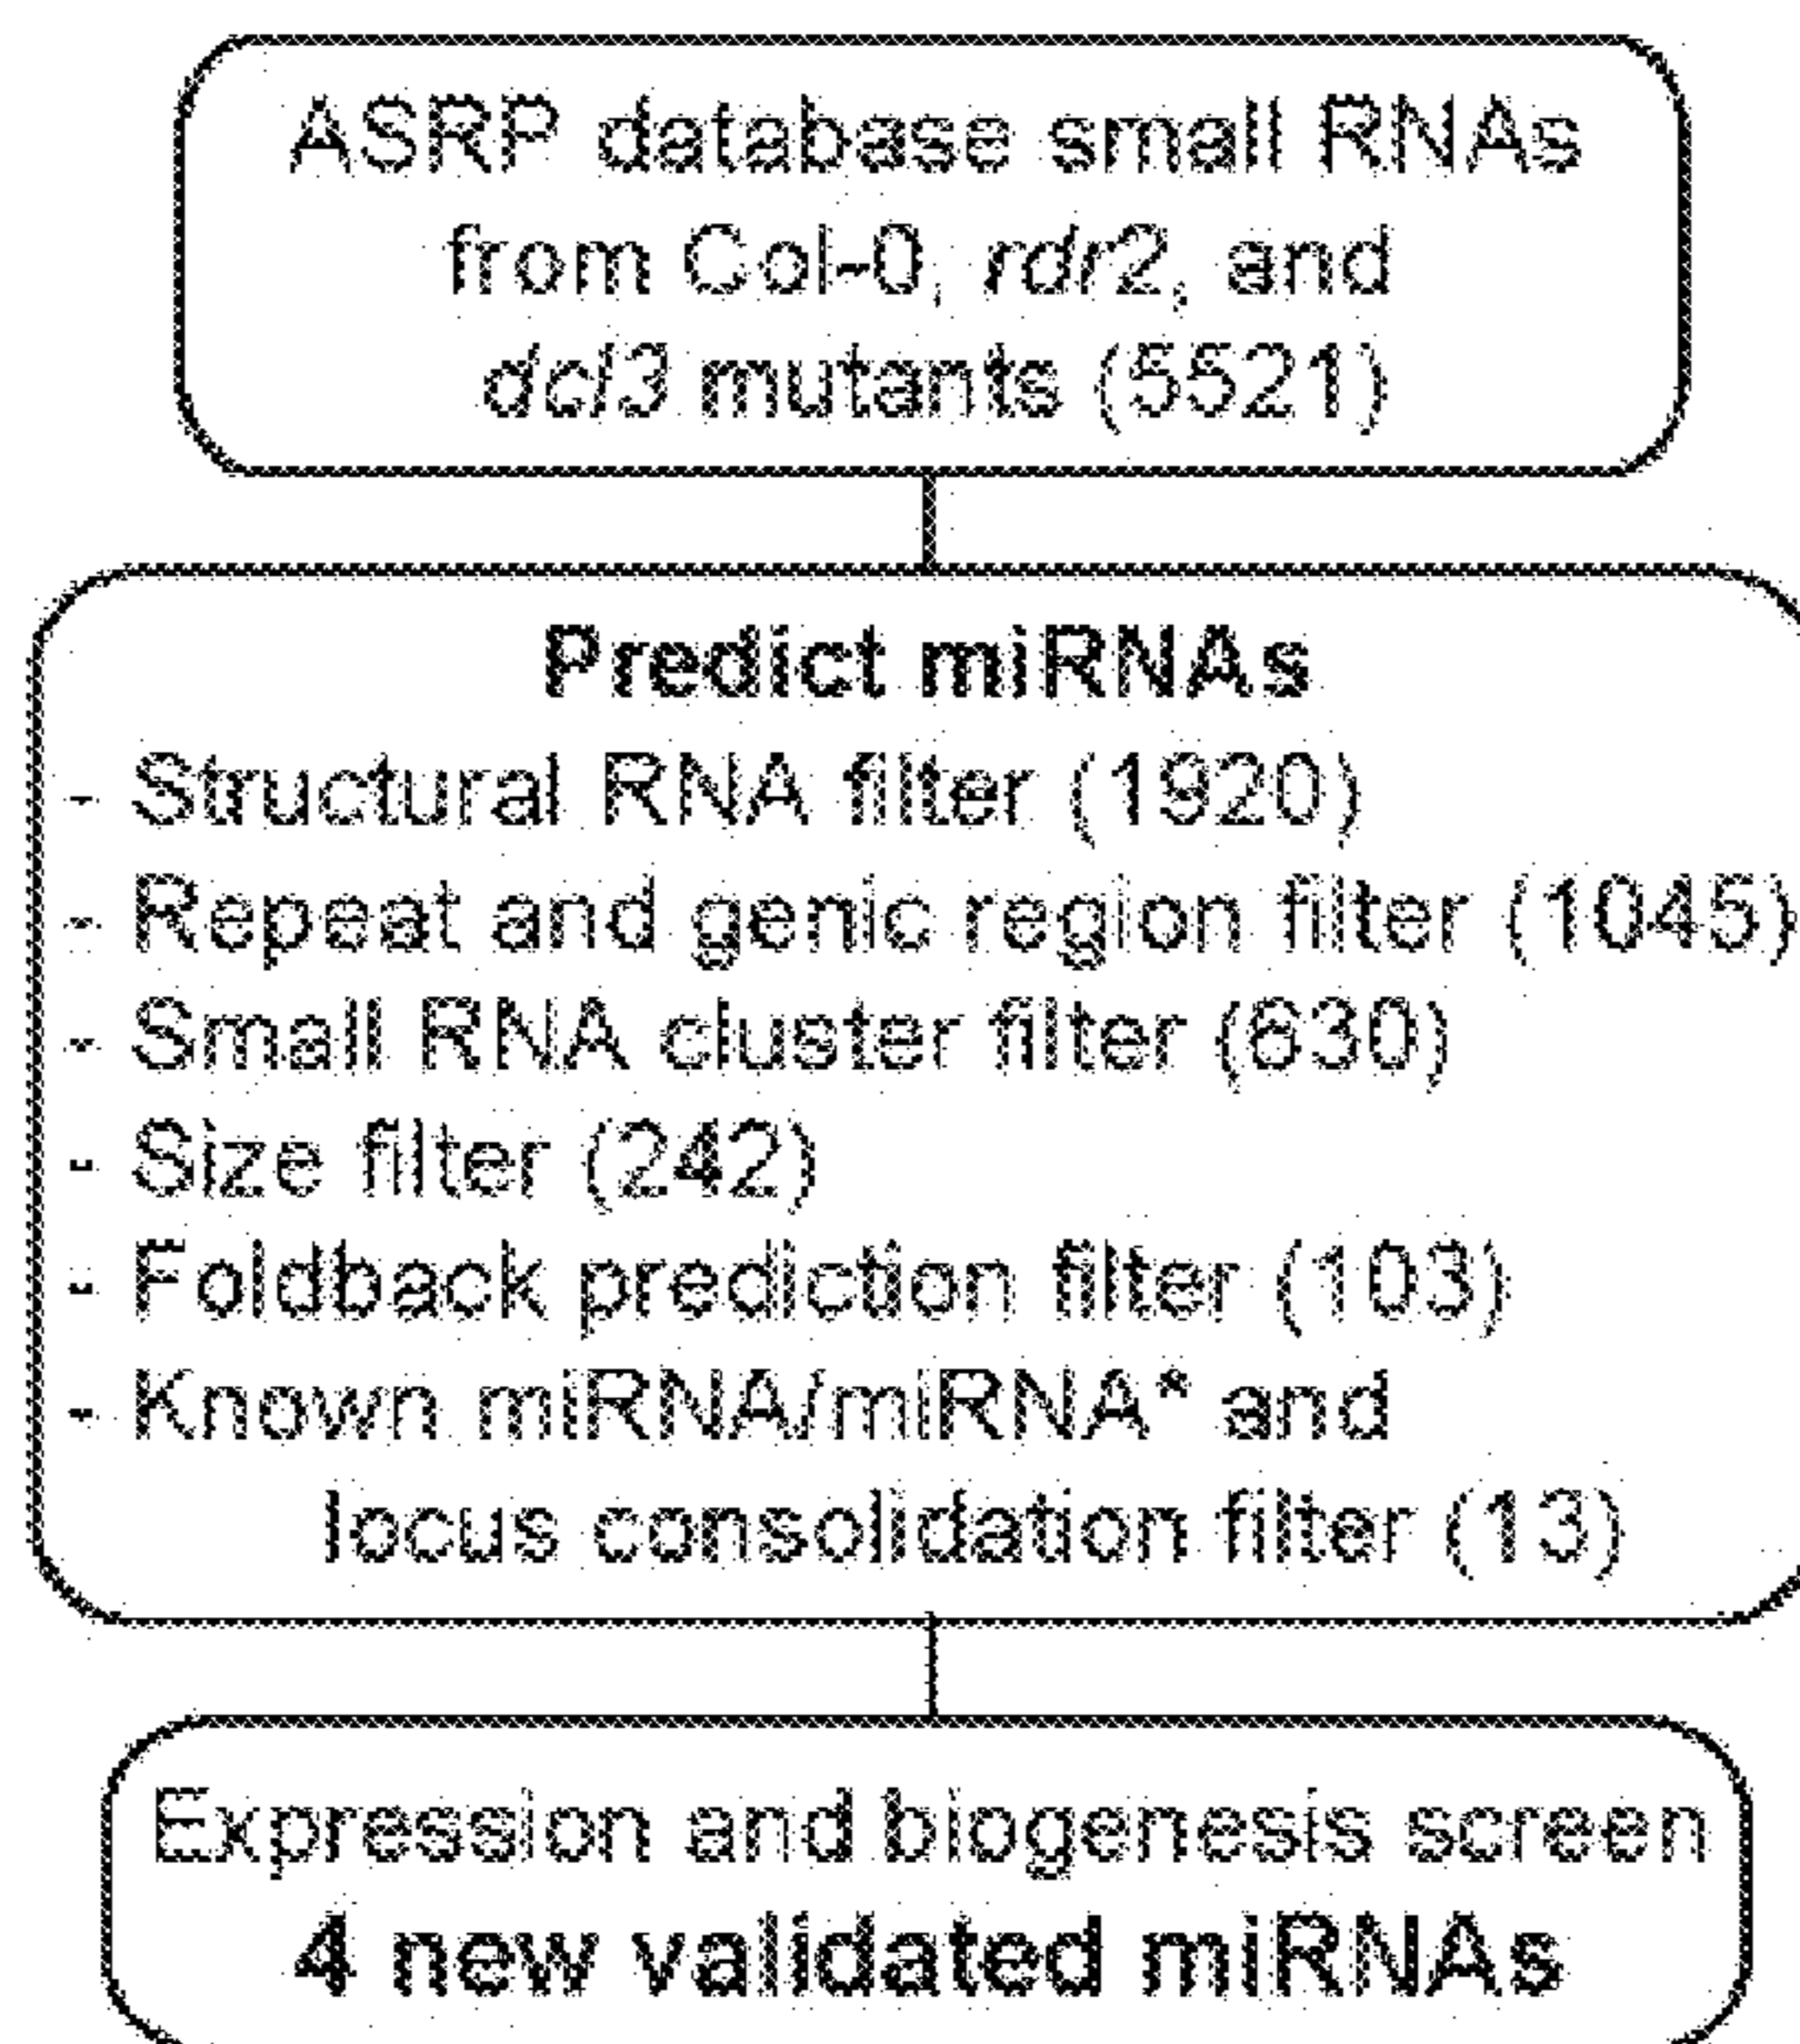 ASRP database small RNAs
from Col-0, rdr2, and
dcl3 mutants (5521)
Predict miRNAs
- Structural RNA filter (1920)
- Repeat and genic region filter (1045)
- Small RNA cluster filter (630)
- Size filter (242)
- Foldback prediction filter (103)
- Known miRNA/miRNA* and
locus consolidation filter (13)
Expression and biogenesis screen
4 new validated miRNAs